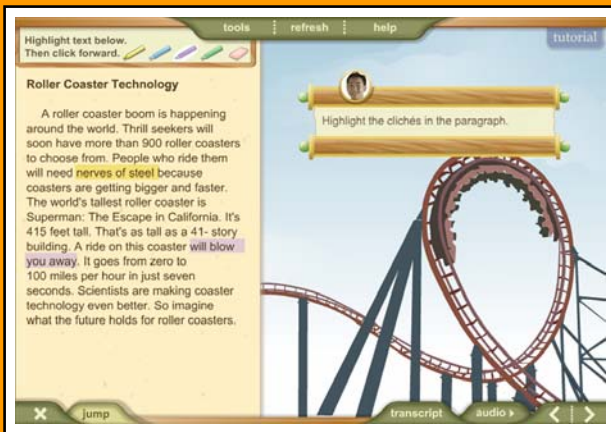 tools refresh help
Highlight text below.
Then click forward.
tutorial
Roller Coaster Technology
A roller coaster boom is happening
around the world. Thrill seekers will
soon have more than 900 roller coasters
to choose from. People who ride them
will need nerves of steel because
coasters are getting bigger and faster.
The world's tallest roller coaster is
Superman: The Escape in California. It's
415 feet tall. That's as tall as a 41- story
building. A ride on this coaster will blow
you away. It goes from zero to
100 miles per hour in just seven
seconds. Scientists are making coaster
technology even better. So imagine
what the future holds for roller coasters.
Highlight the clichés in the paragraph.
jump transcript audio